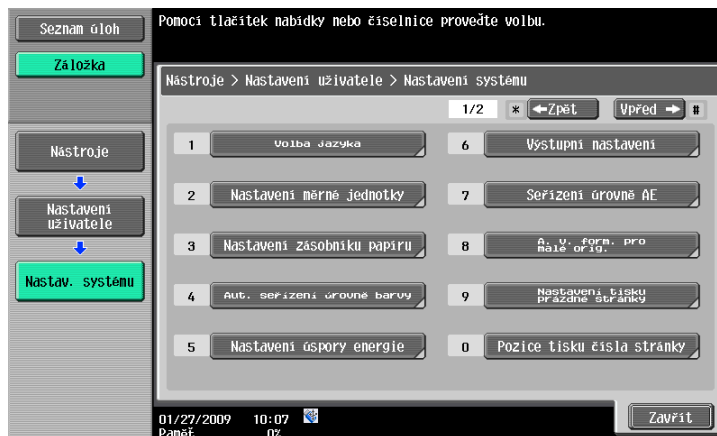 Seznam úloh
Pomocí tlačítek nabídky nebo číselnice proveďte volbu.
Záložka
Nástroje > Nastavení uživatele > Nastavení systému
1/2 * ←Zpět Vpřed → #
Nástroje
Nastavení
uživatele
Nastav. systému
1 Volba Jazyka
2 Nastavení měrné jednotky
3 Nastavení zásobníku papíru
4 Aut. seřízení úrovně barvy
5 Nastavení úspory energie
6 Výstupní nastavení
7 Seřízení úrovně AE
8 A. v. form. pro
malé orig.
9 Nastavení tisku
prázdné stránky
0 Pozice tisku čísla stránky
01/27/2009 10:07
Paměť 0%
Zavřít